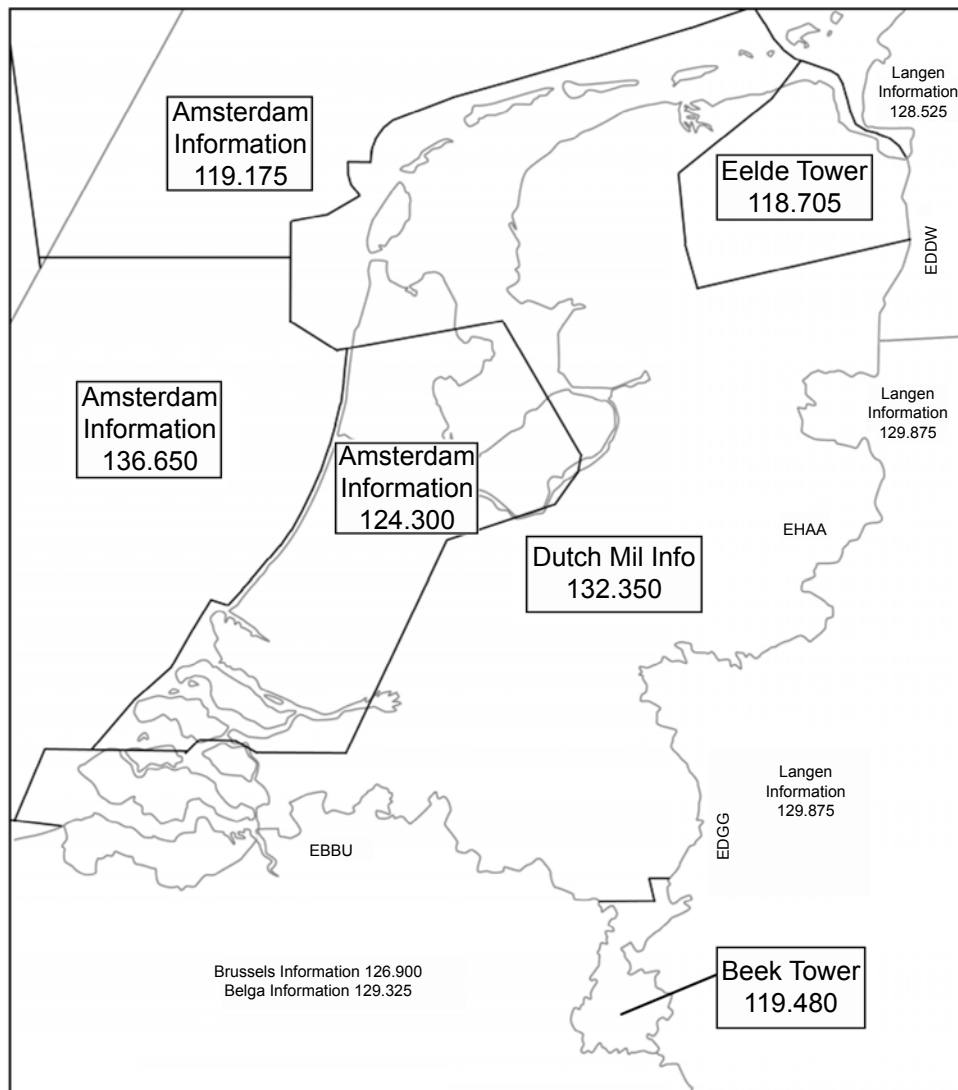 Amsterdam
Information
119.175
Langen
Information
128.525
Eelde Tower
118.705
EDDW
Amsterdam
Information
136.650
Langen
Information
129.875
Amsterdam
Information
124.300
EHAA
Dutch Mil Info
132.350
Langen
Information
129.875
EDGG
EBBU
Brussels Information 126.900
Belga Information 129.325
Beek Tower
119.480